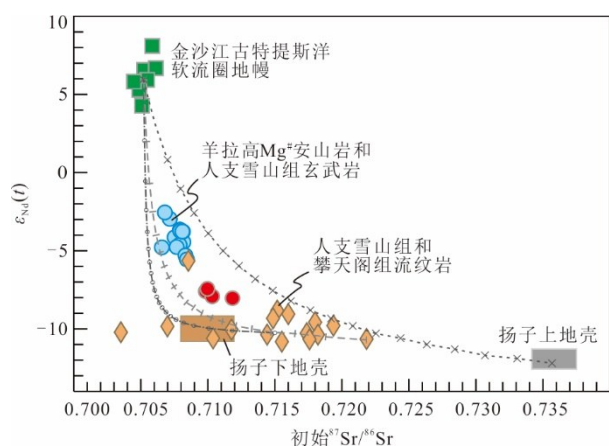 10
5
0
−5
−10
εNd(t)
金沙江古特提斯洋
软流圈地幔
羊拉高Mg#安山岩和
人支雪山组玄武岩
人支雪山组和
攀天阁组流纹岩
扬子上地壳
扬子下地壳
0.700
0.705
0.710
0.715
0.720
0.725
0.730
0.735
初始87Sr/86Sr